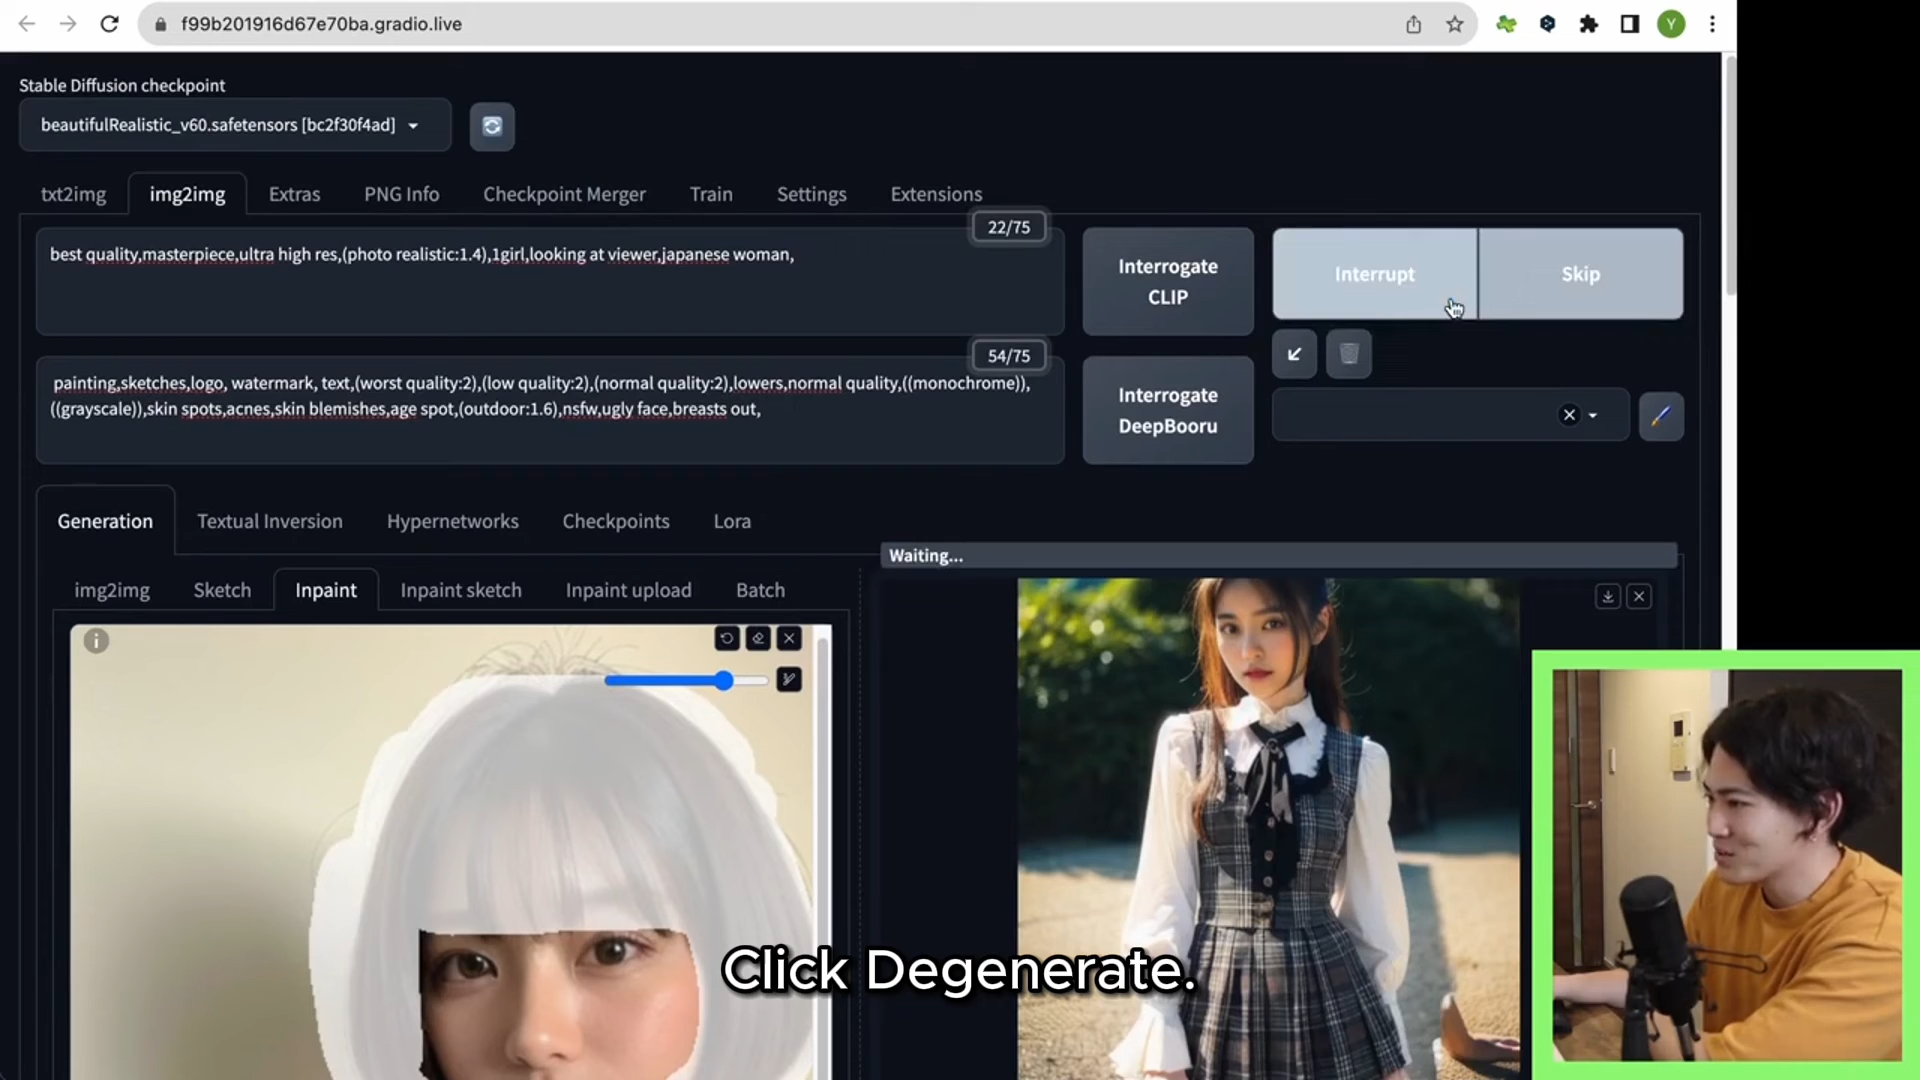 f99b201916d67e70ba.gradio.live
Y
Stable Diffusion checkpoint
beautifulRealistic_v60.safetensors [bc2f30f4ad]
txt2img
img2img
Extras
PNG Info
Checkpoint Merger
Train
Settings
Extensions
22/75
best quality,masterpiece,ultra high res,(photo realistic:1.4),1girl,looking at viewer,japanese woman,
Interrogate
CLIP
Interrupt
Skip
54/75
painting,sketches,logo, watermark, text,(worst quality:2),(low quality:2),(normal quality:2),lowers,normal quality,((monochrome)),
((grayscale)),skin spots,acnes,skin blemishes,age spot,(outdoor:1.6),nsfw,ugly face,breasts out,
Interrogate
DeepBooru
Generation
Textual Inversion
Hypernetworks
Checkpoints
Lora
Waiting...
img2img
Sketch
Inpaint
Inpaint sketch
Inpaint upload
Batch
Click Degenerate.